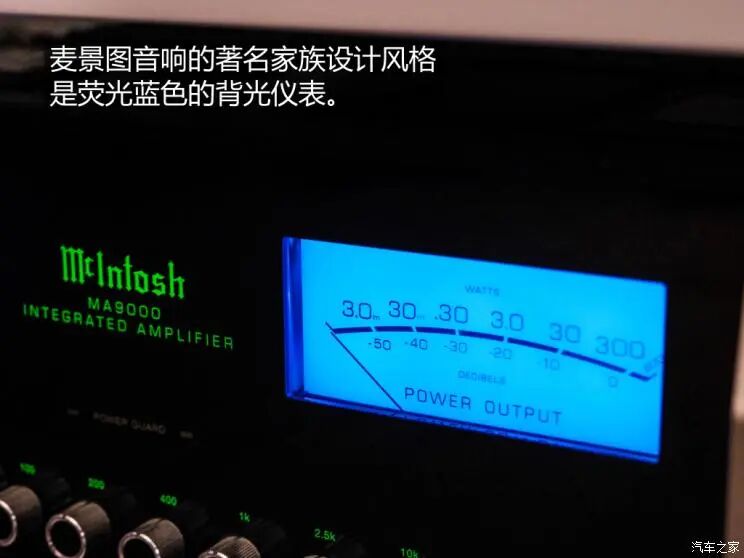 麦景图音响的著名家族设计风格
是荧光蓝色的背光仪表。
McIntosh
MA9000
INTEGRATED AMPLIFIER
WATTS
3.0m 30m .30 3.0 30 300
-50 -40 -30 -20 -10 0
DECIBELS
POWER OUTPUT
POWER GUARD
100 200 400 1k 2.5k 10k
汽车之家